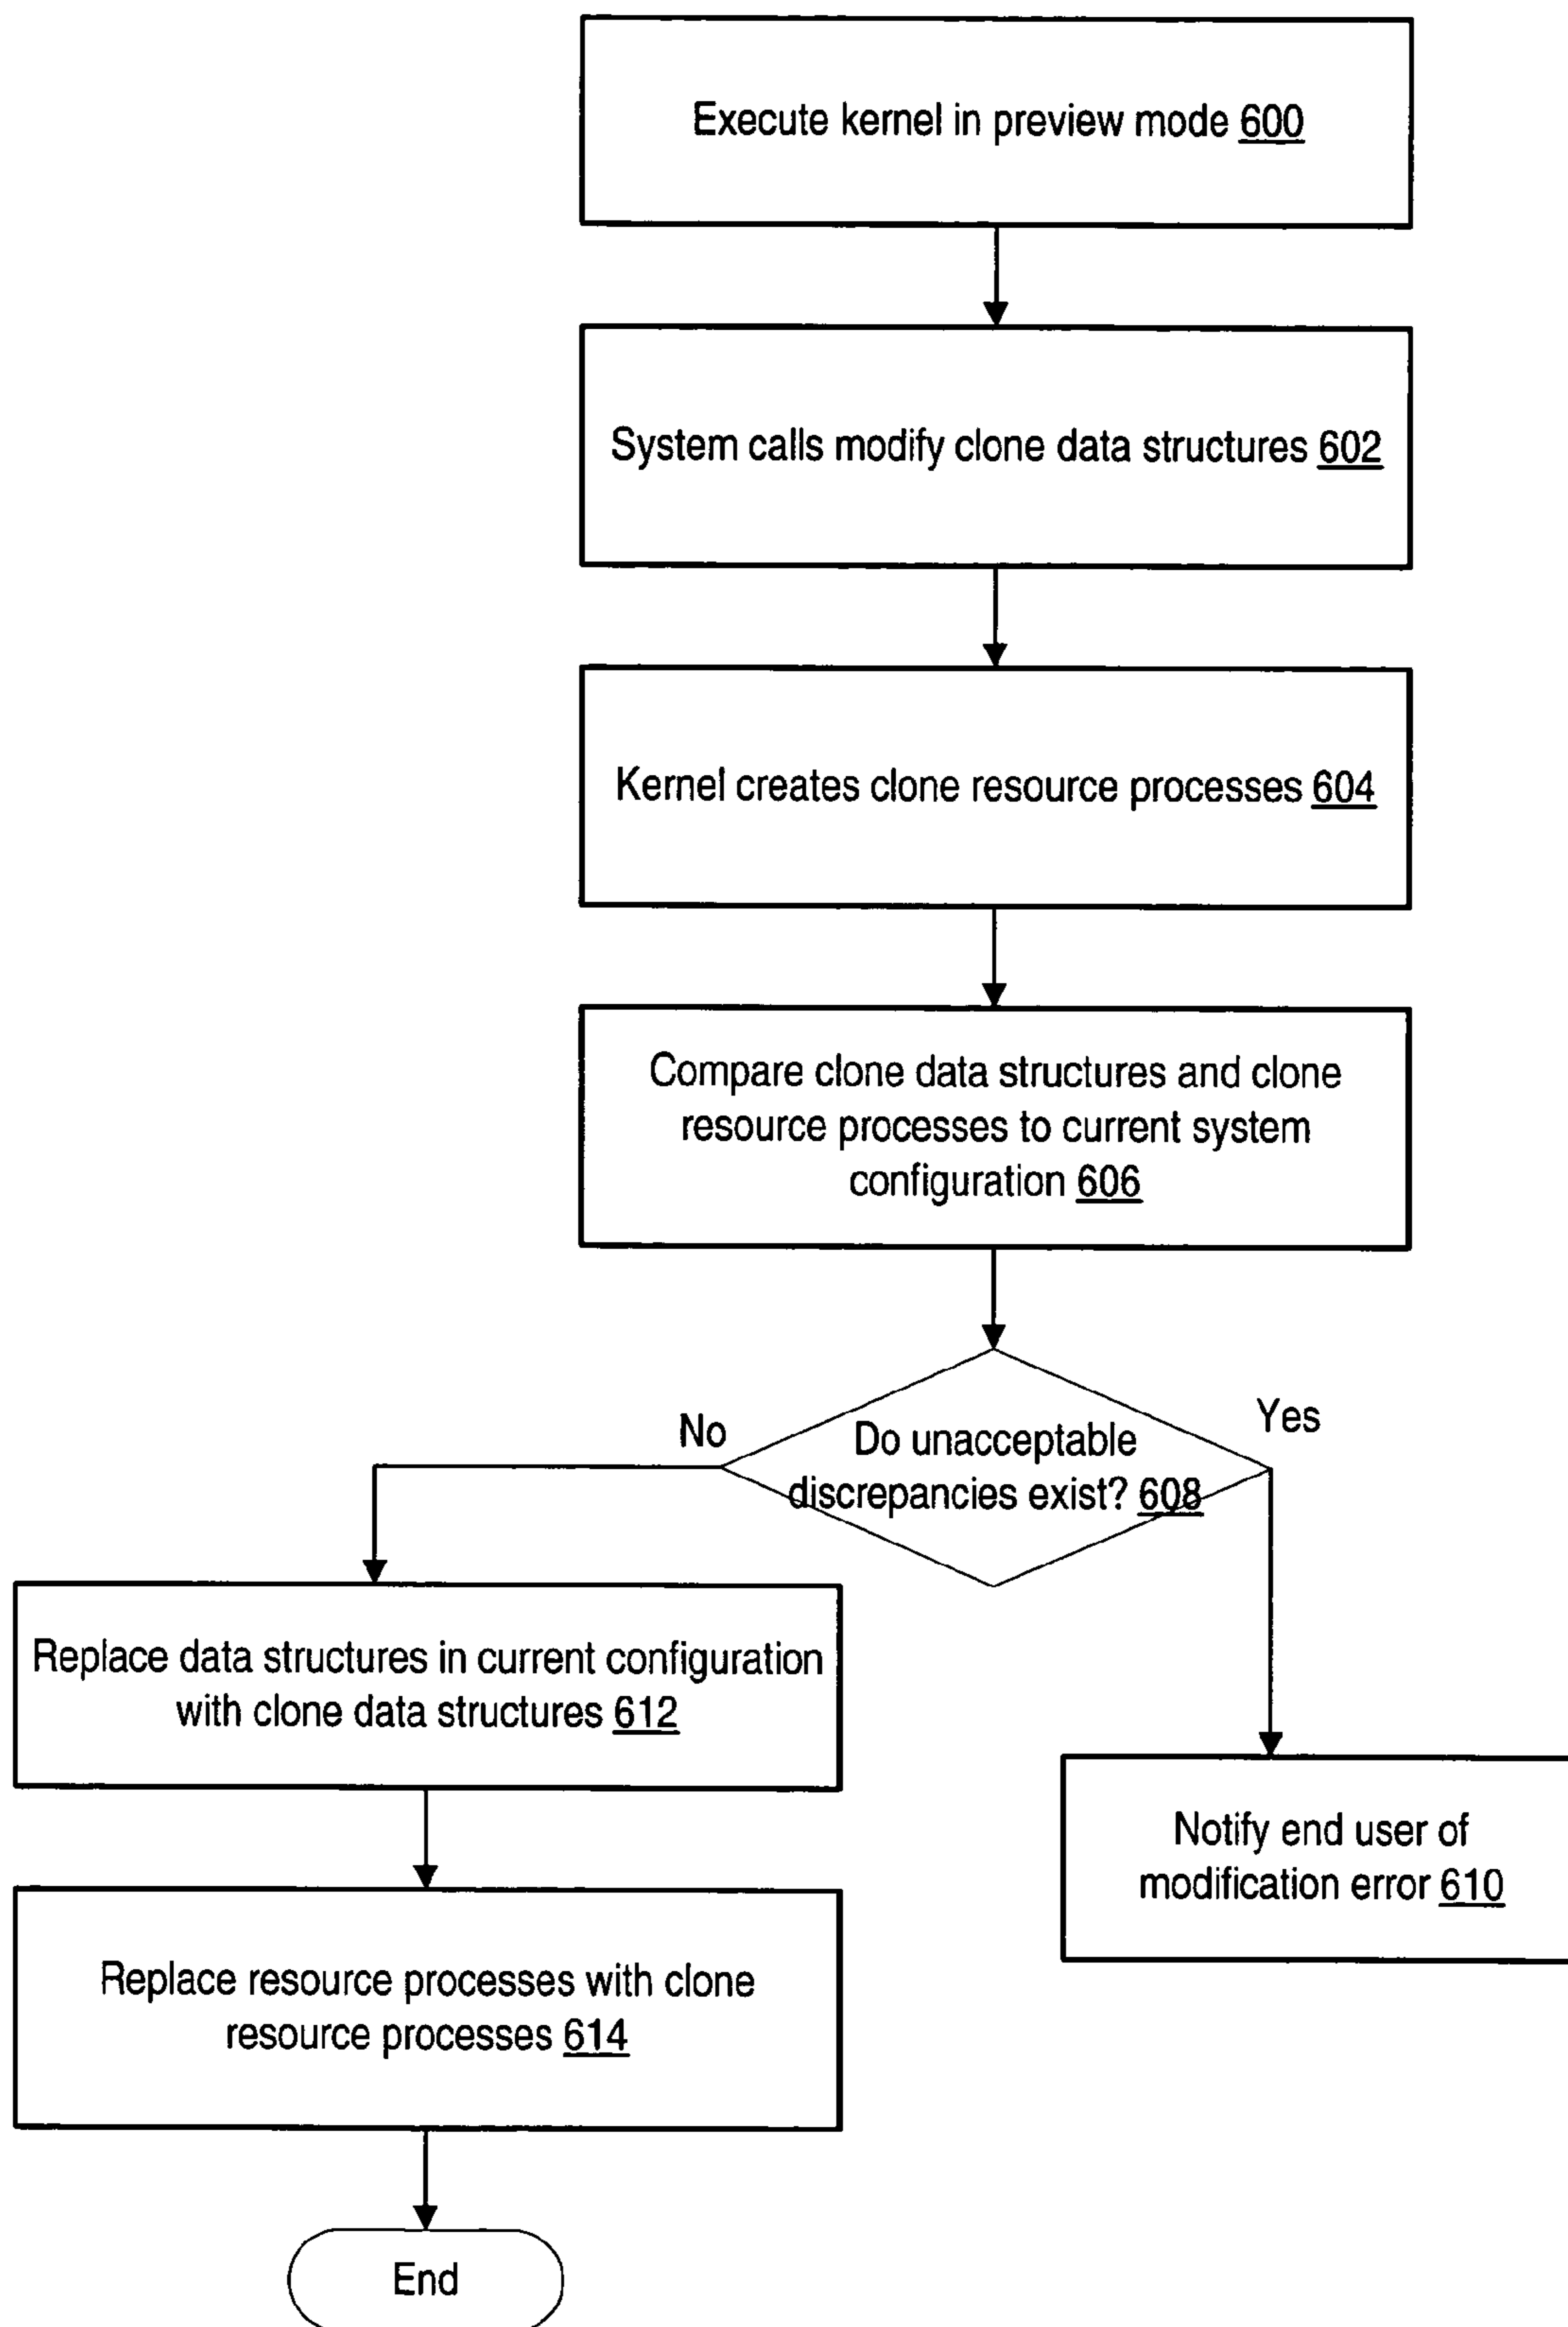 Execute kernel in preview mode 600
System calls modify clone data structures 602
Kernel creates clone resource processes 604
Compare clone data structures and clone
resource processes to current system
configuration 606
No
Yes
Do unacceptable
discrepancies exist? 608
Replace data structures in current configuration
with clone data structures 612
Notify end user of
modification error 610
Replace resource processes with clone
resource processes 614
End